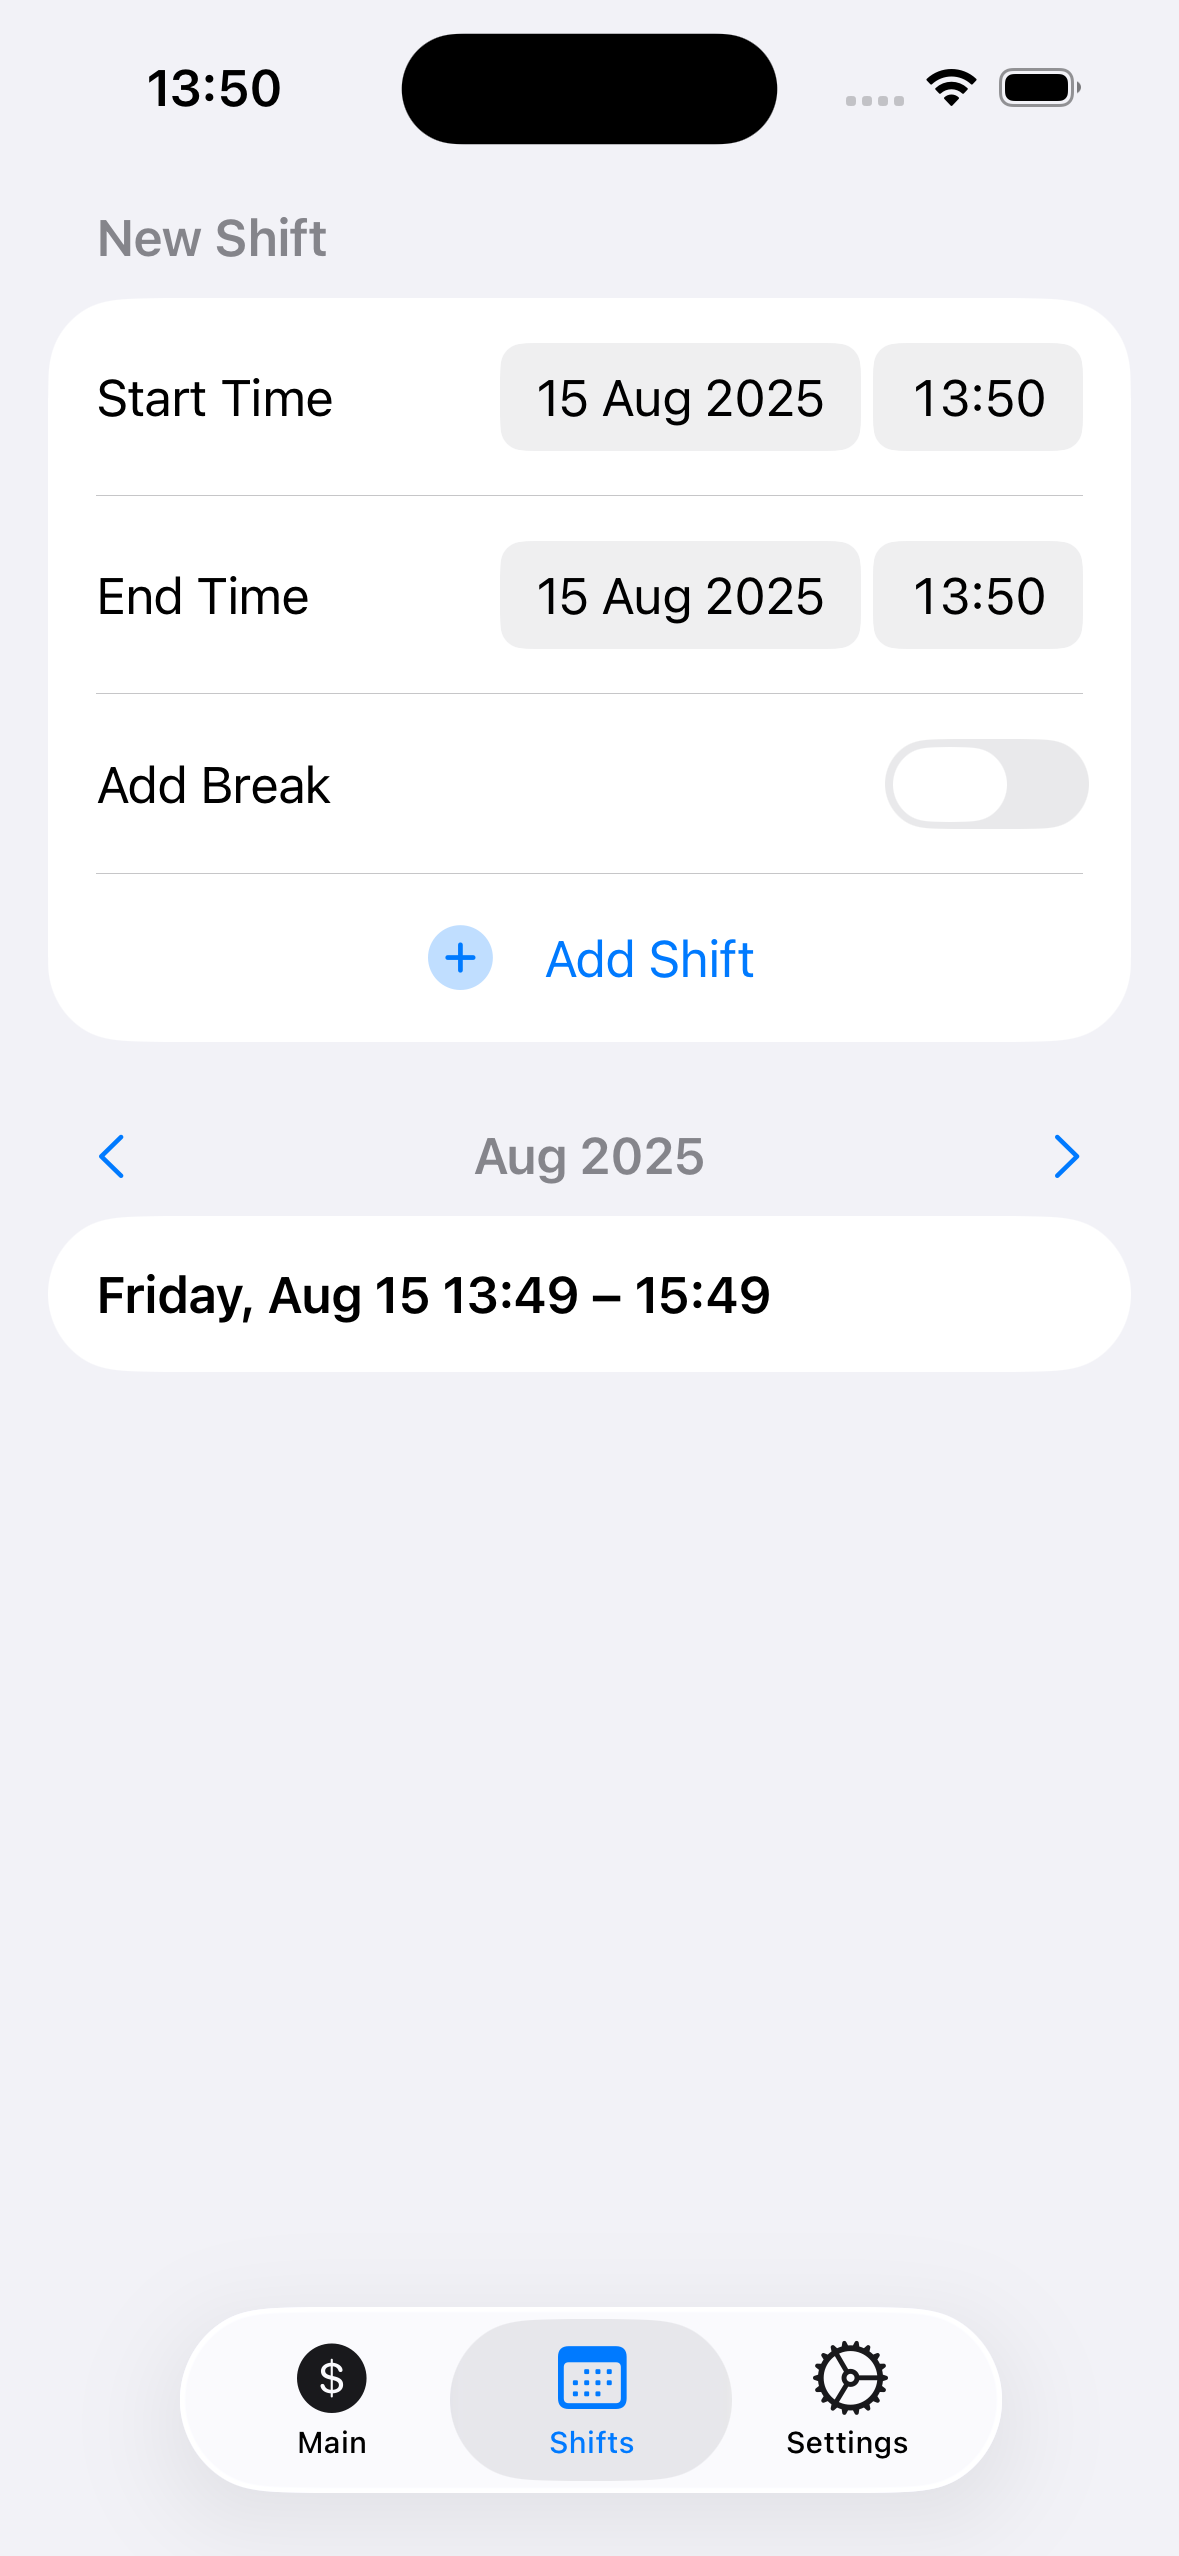 13:50
New Shift
Start Time 15 Aug 2025 13:50
End Time 15 Aug 2025 13:50
Add Break
Add Shift
Aug 2025
Friday, Aug 15 13:49 – 15:49
Main Shifts Settings